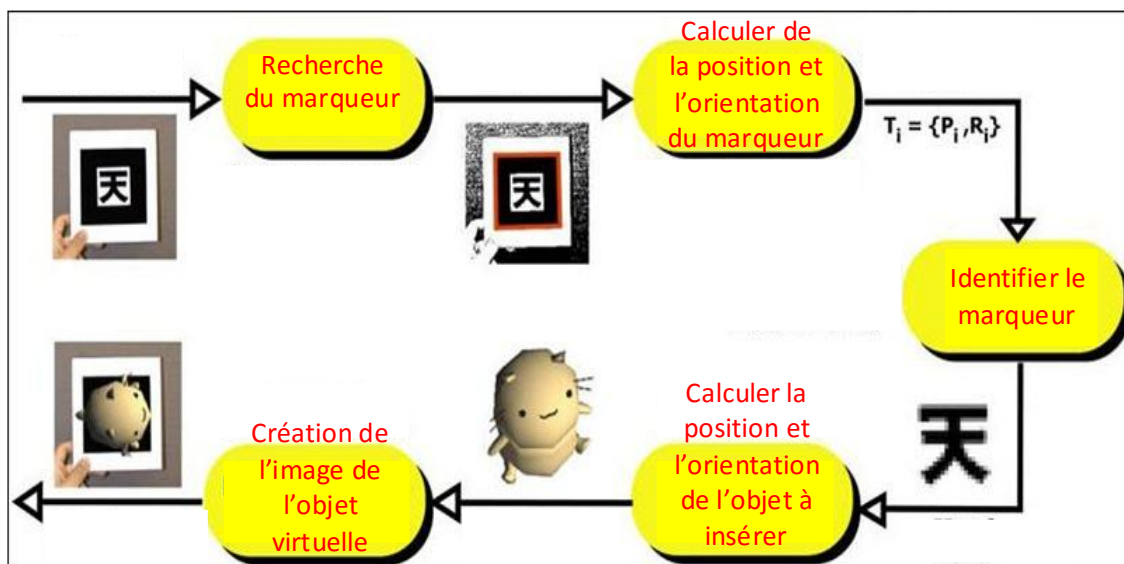 Recherche
du marqueur
Calculer de
la position et
l’orientation
du marqueur
T_i = {P_i ,R_i}
天
天
Identifier le
marqueur
天
Calculer la
position et
l’orientation
de l’objet à
insérer
Création de
l’image de
l’objet
virtuelle